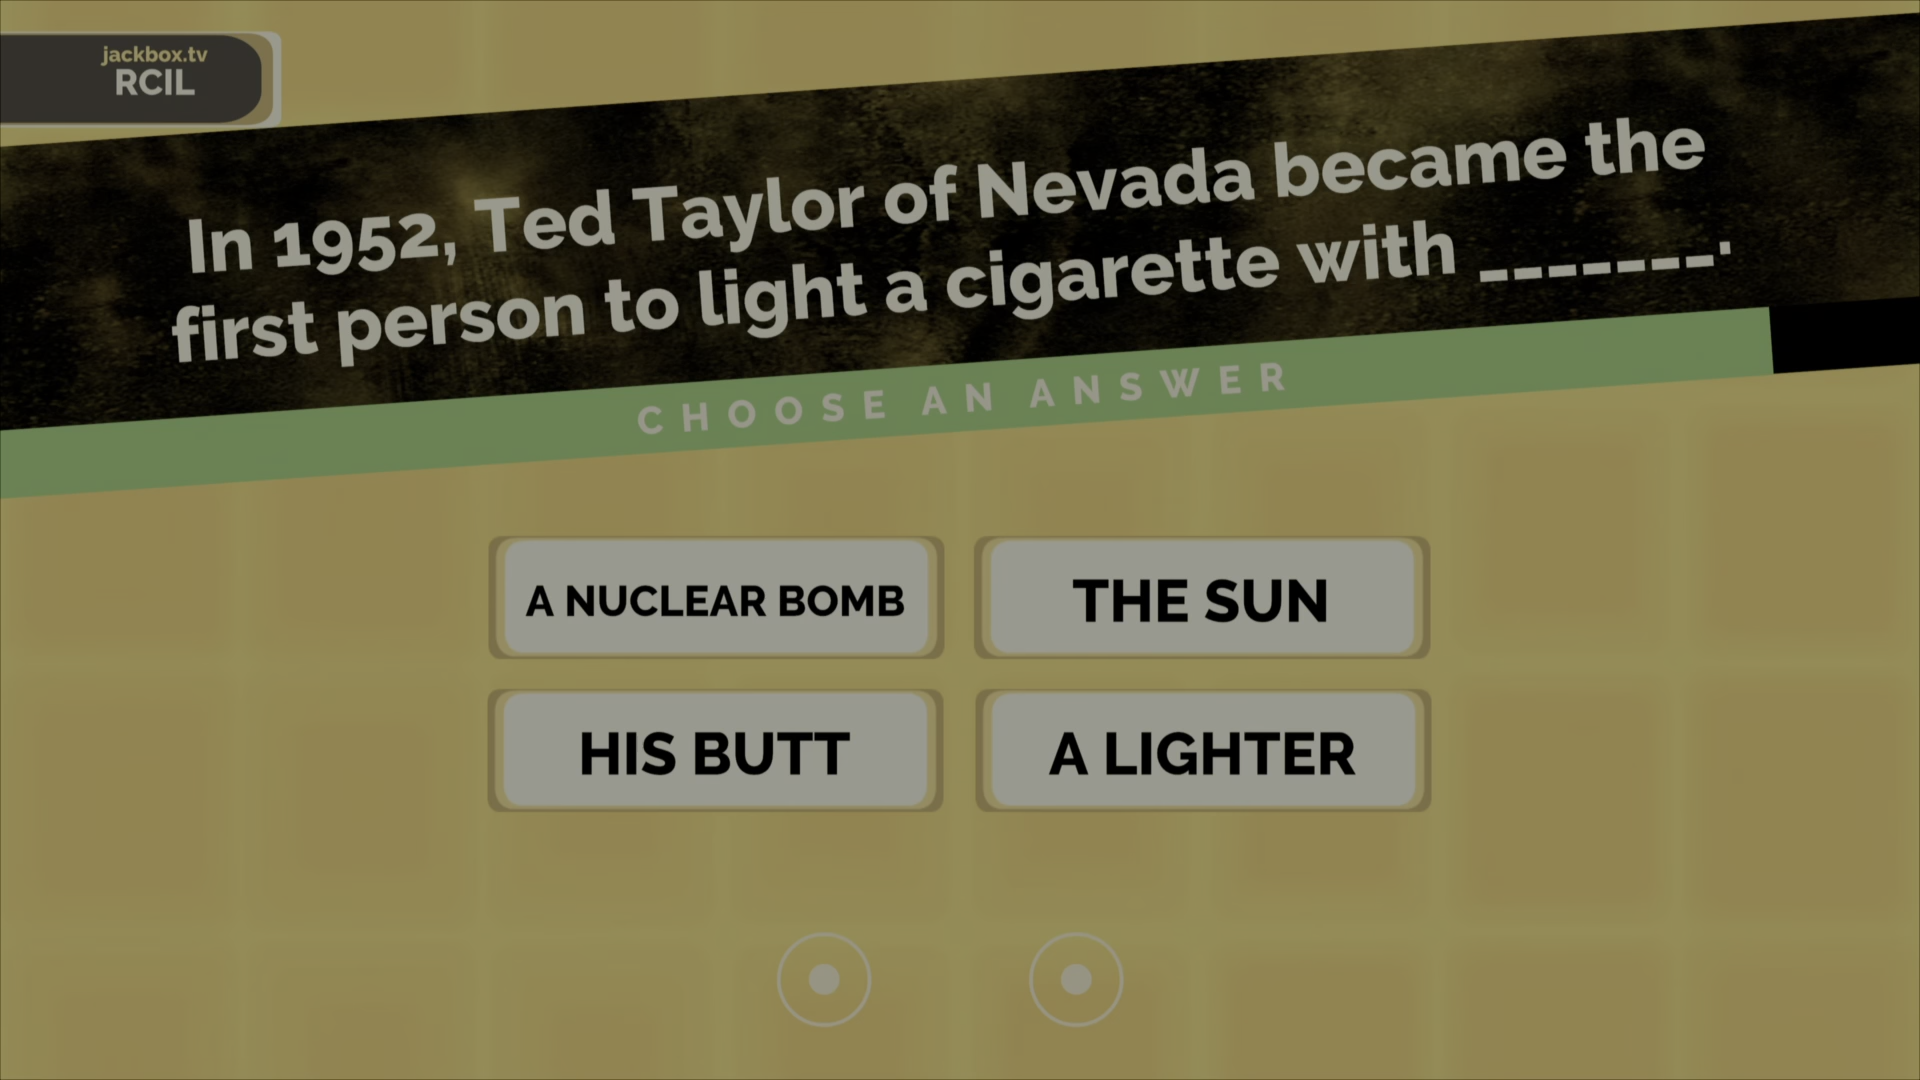 jackbox.tv
RCIL
In 1952, Ted Taylor of Nevada became the
first person to light a cigarette with _______.
CHOOSE AN ANSWER
A NUCLEAR BOMB
THE SUN
HIS BUTT
A LIGHTER